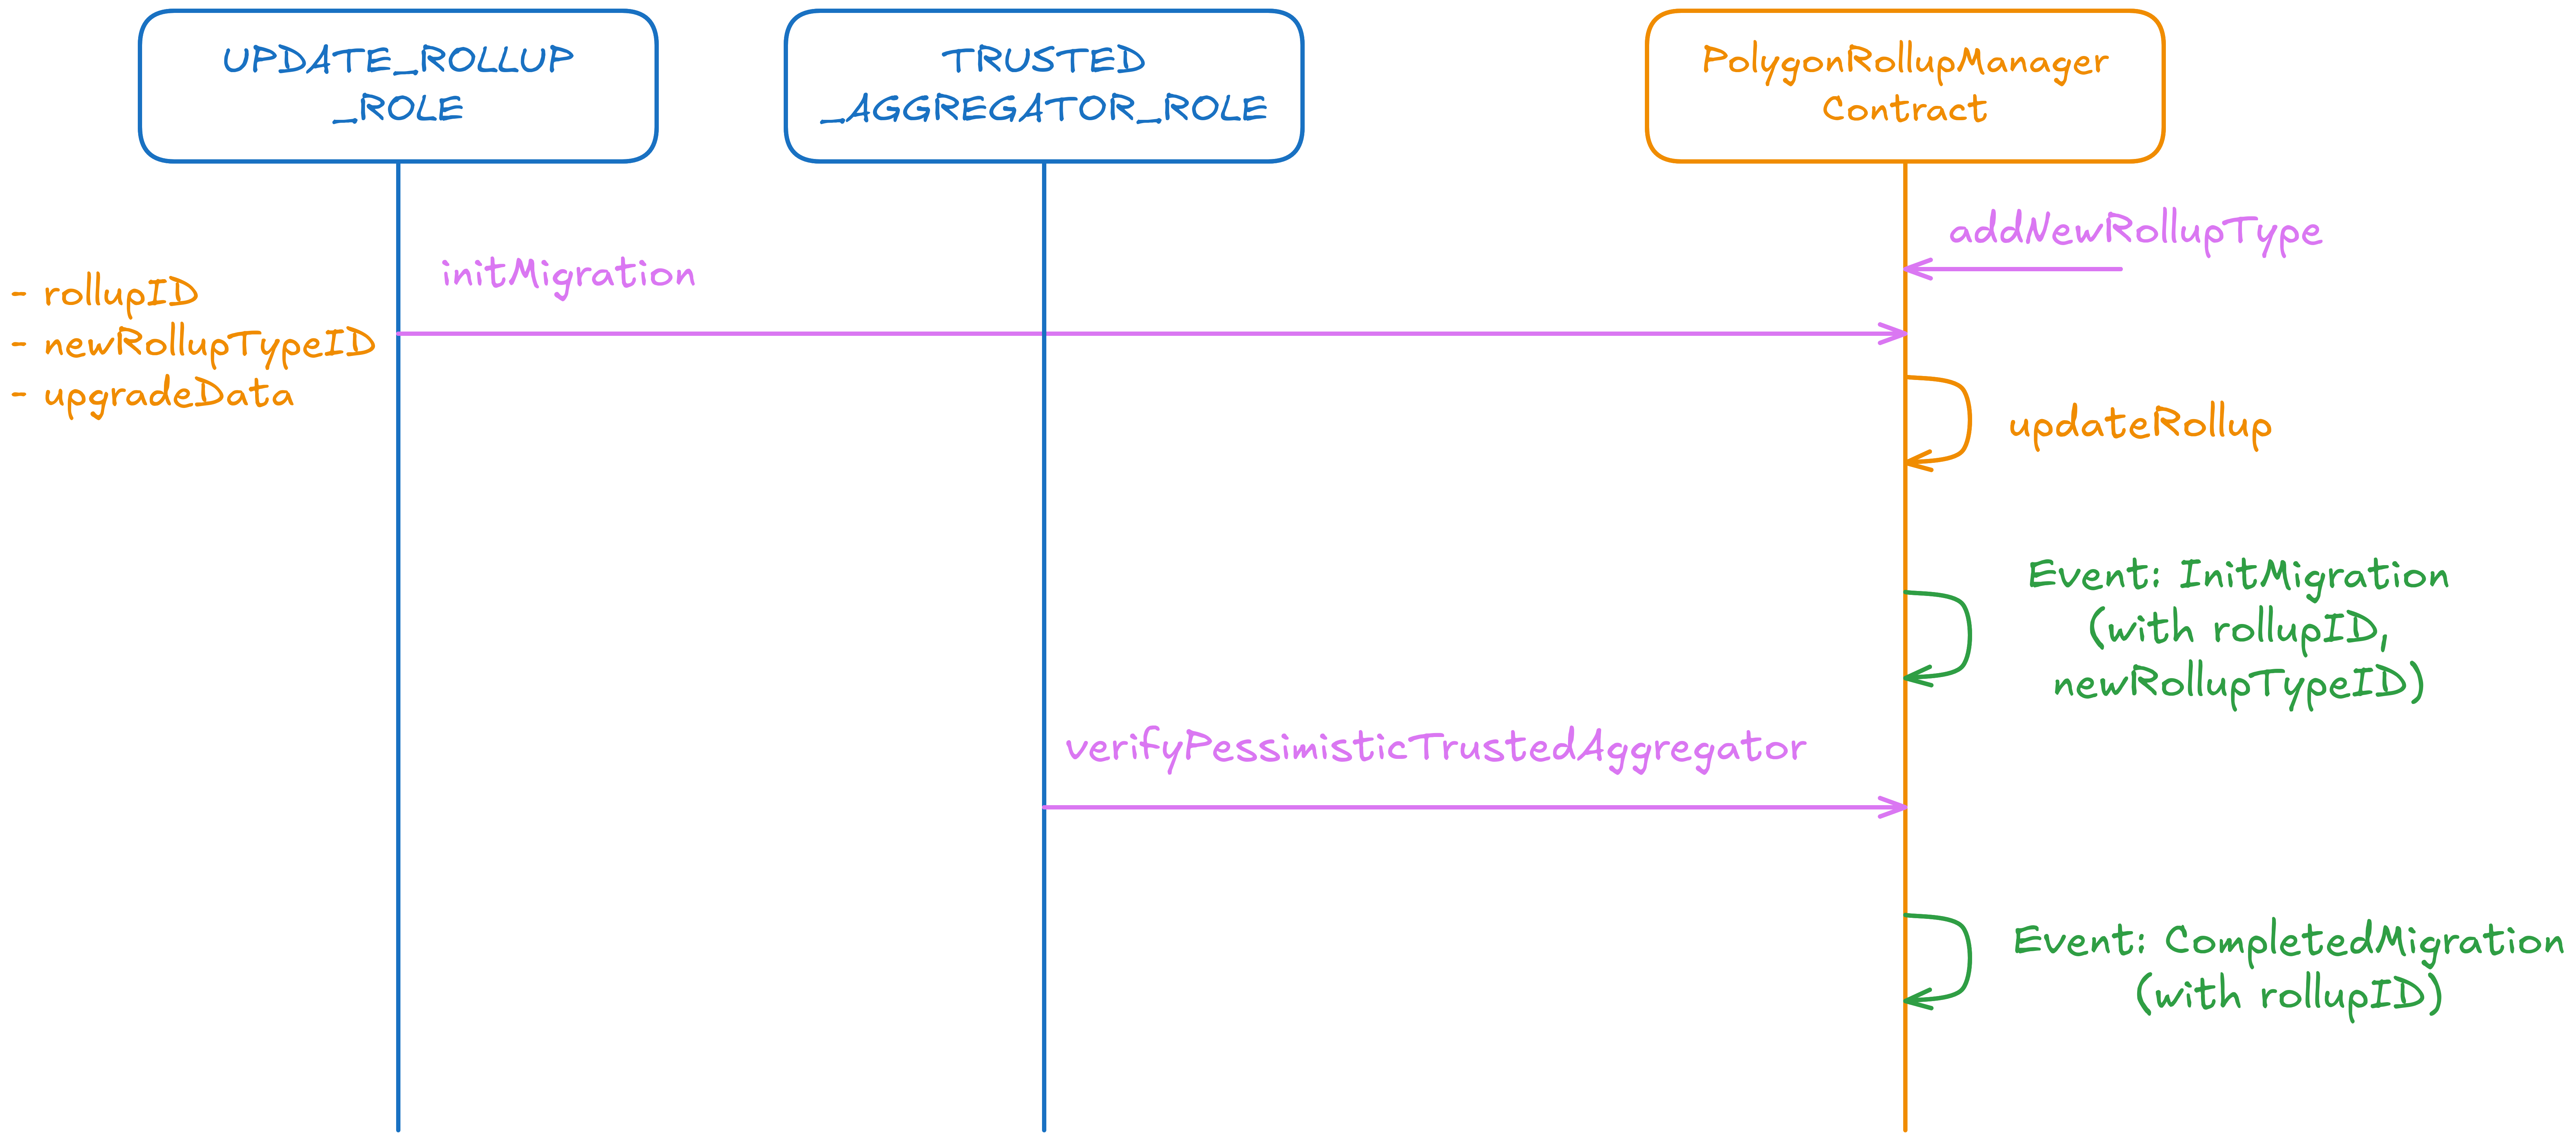 UPDATE_ROLLUP
_ROLE
TRUSTED
_AGGREGATOR_ROLE
PolygonRollupManager
Contract
addNewRollupType
initMigration
- rollupID
- newRollupTypeID
- upgradeData
updateRollup
Event: InitMigration
(with rollupID,
newRollupTypeID)
verifyPessimisticTrustedAggregator
Event: CompletedMigration
(with rollupID)